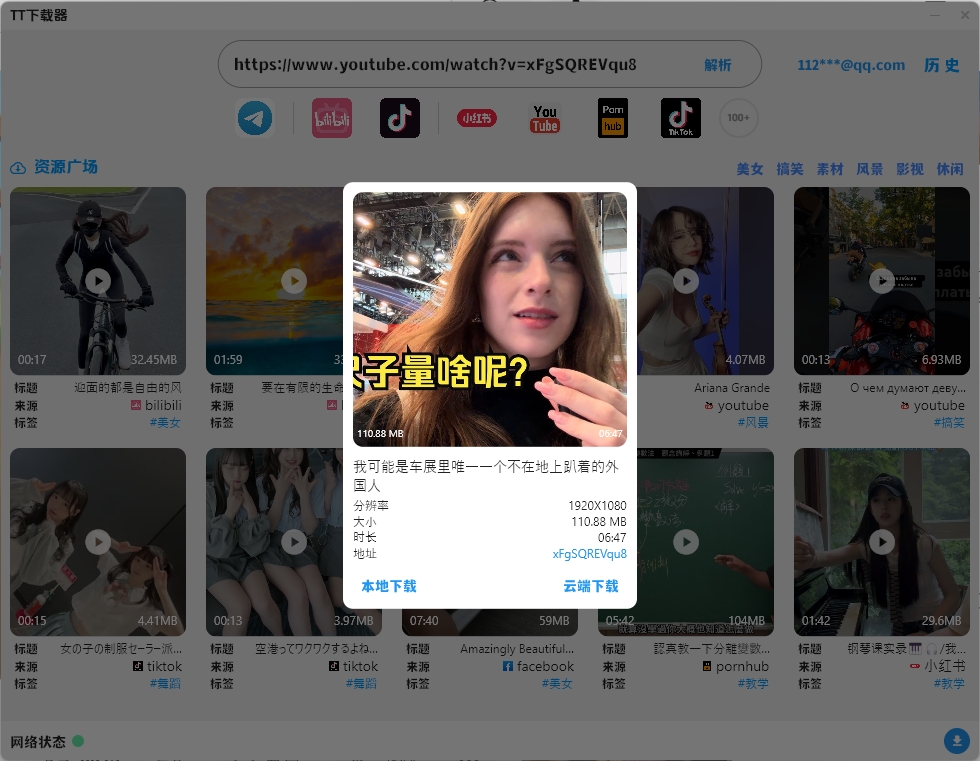 TT下载器
https://www.youtube.com/watch?v=xFgSQREVqu8
解析
112***@qq.com
历史
bilibili
小红书
You
Tube
Porn
hub
TikTok
100+
资源广场
美女 搞笑 素材 风景 影视 休闲
00:17 32.45MB
01:59
4.07MB
00:13 6.93MB
标题 迎面的都是自由的风
来源 bilibili
标签 #美女
标题 要在有限的生命
来源
标签
Ariana Grande
youtube
#风景
标题 О чем думают деву...
来源 youtube
标签 #搞笑
子量啥呢?
110.88 MB 06:47
我可能是车展里唯一一个不在地上趴着的外
国人
分辨率 1920X1080
大小 110.88 MB
时长 06:47
地址 xFgSQREVqu8
本地下载 云端下载
00:15 4.41MB
00:13 3.97MB
07:40 59MB
05:42 104MB
01:42 29.6MB
标题 女の子の制服セーラー派...
来源 tiktok
标签 #舞蹈
标题 空港ってワクワクするよね...
来源 tiktok
标签 #舞蹈
标题 Amazingly Beautiful...
来源 facebook
标签 #美女
标题 認真教一下分離變數...
来源 pornhub
标签 #教学
标题 钢琴课实录🎹🎧/我...
来源 小红书
标签 #教学
网络状态